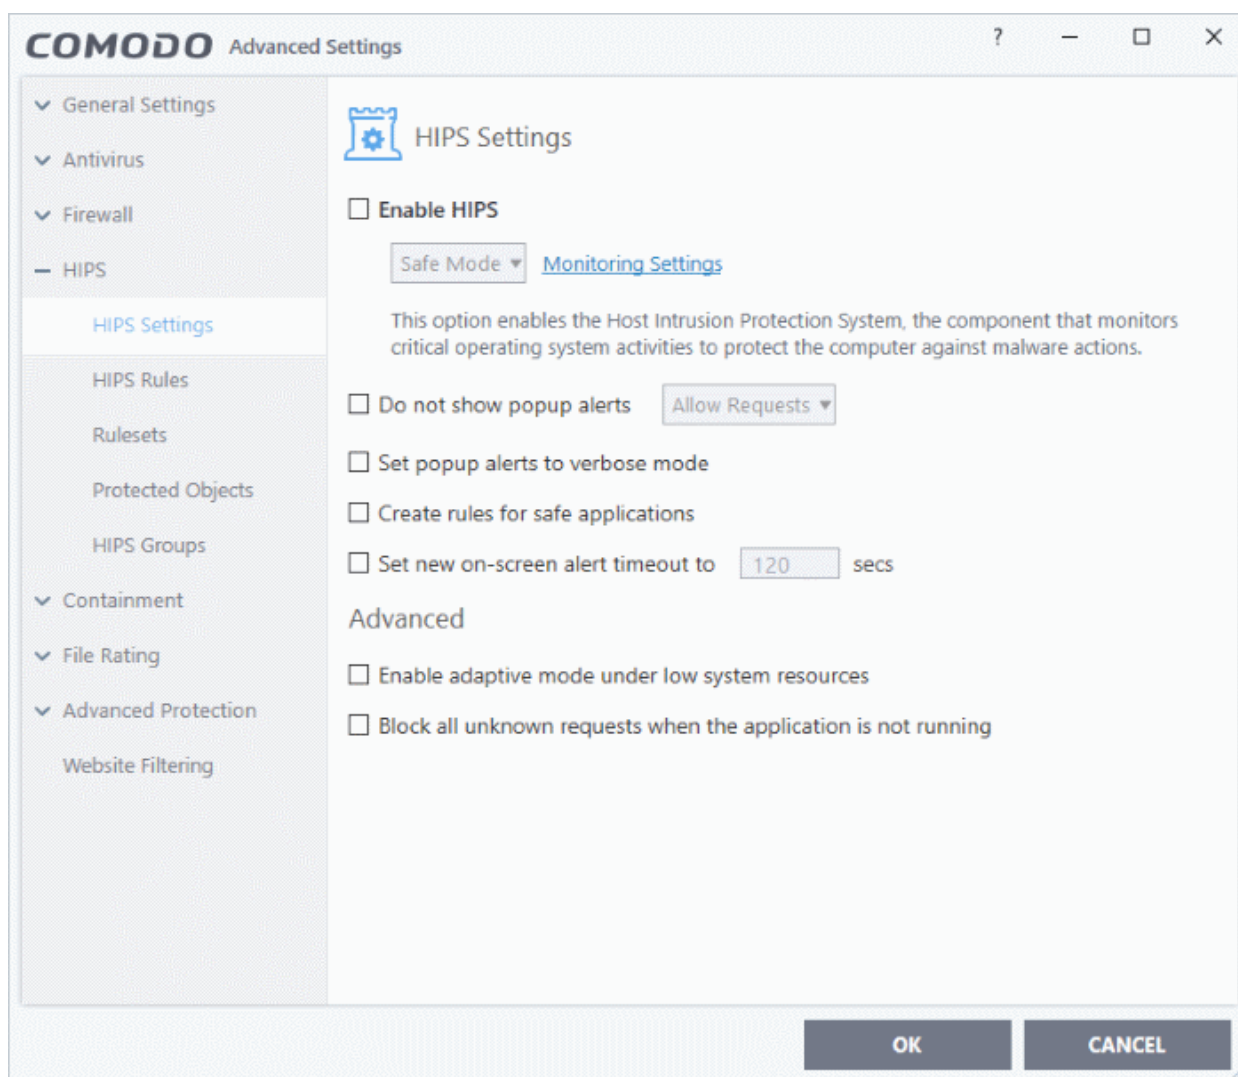 COMODO Advanced Settings ?
General Settings
Antivirus
Firewall
HIPS
HIPS Settings
HIPS Rules
Rulesets
Protected Objects
HIPS Groups
Containment
File Rating
Advanced Protection
Website Filtering
HIPS Settings
Enable HIPS
Safe Mode Monitoring Settings
This option enables the Host Intrusion Protection System, the component that monitors
critical operating system activities to protect the computer against malware actions.
Do not show popup alerts Allow Requests
Set popup alerts to verbose mode
Create rules for safe applications
Set new on-screen alert timeout to 120 secs
Advanced
Enable adaptive mode under low system resources
Block all unknown requests when the application is not running
OK CANCEL